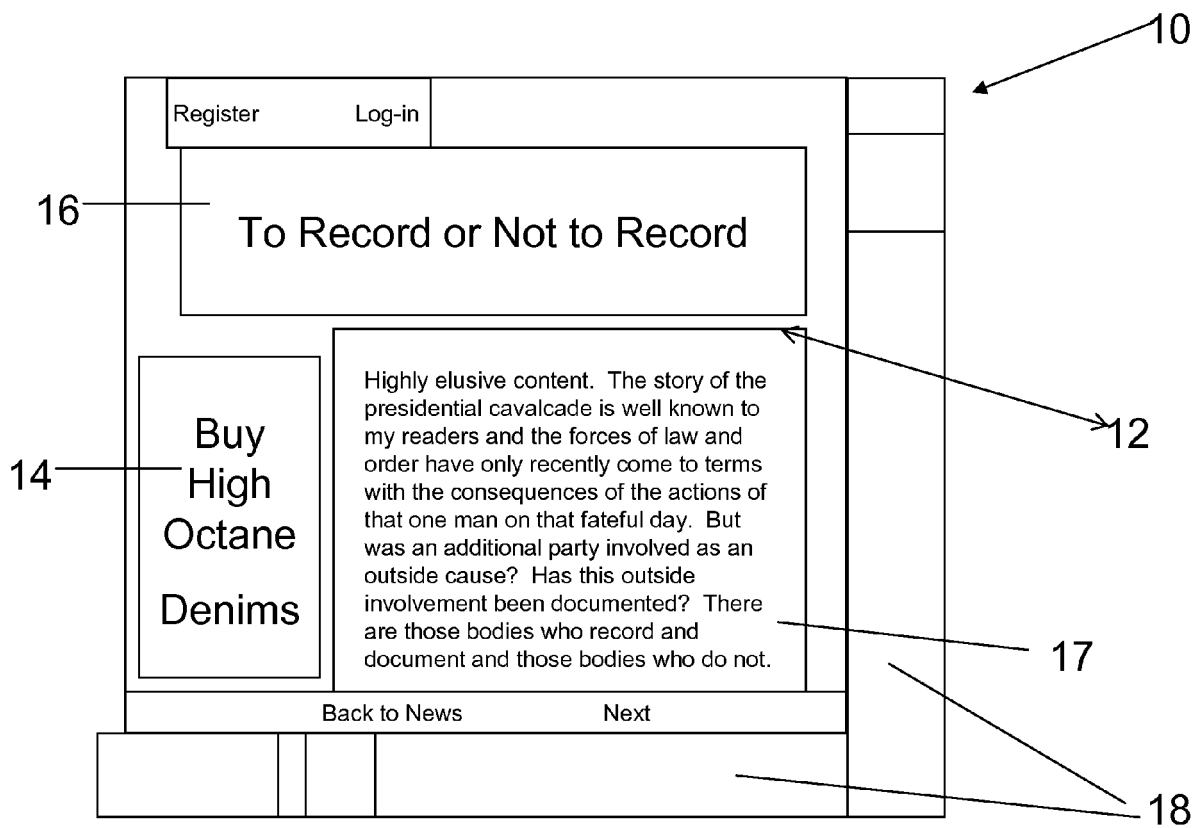 10
Register Log-in
16
To Record or Not to Record
12
14
Buy
High
Octane
Denims
Highly elusive content. The story of the
presidential cavalcade is well known to
my readers and the forces of law and
order have only recently come to terms
with the consequences of the actions of
that one man on that fateful day. But
was an additional party involved as an
outside cause? Has this outside
involvement been documented? There
are those bodies who record and
document and those bodies who do not.
17
Back to News Next
18